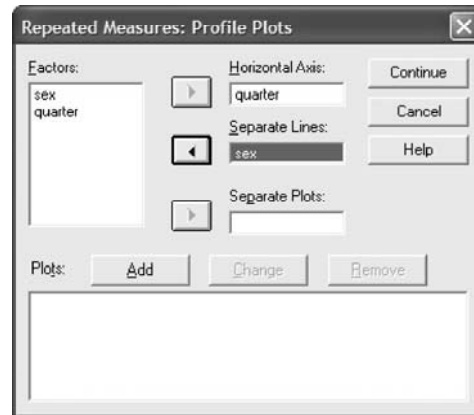 Repeated Measures: Profile Plots
Factors:
sex
quarter
Horizontal Axis:
quarter
Separate Lines:
sex
Separate Plots:
Continue
Cancel
Help
Plots:
Add
Change
Remove